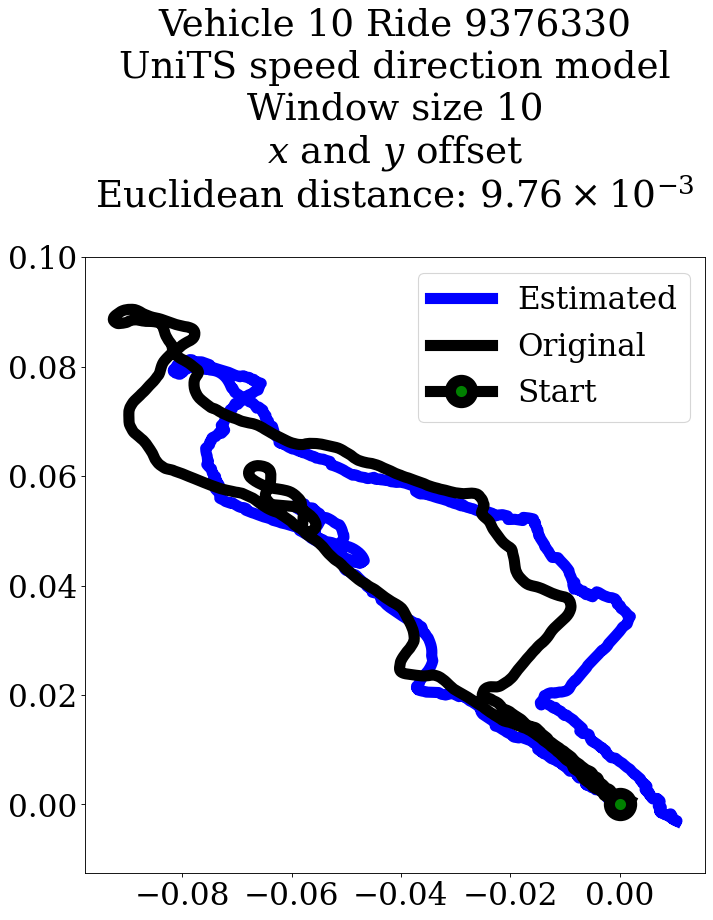 Vehicle 10 Ride 9376330
UniTS speed direction model
Window size 10
x and y offset
Euclidean distance: 9.76 × 10⁻³
Estimated
Original
Start
0.10
0.08
0.06
0.04
0.02
0.00
−0.08 −0.06 −0.04 −0.02 0.00